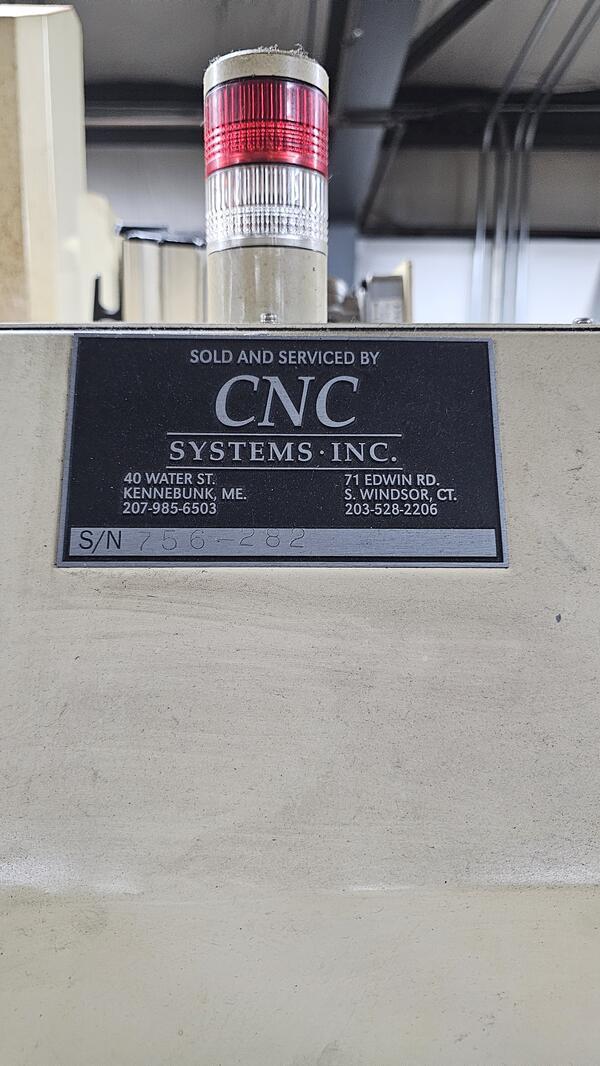 SOLD AND SERVICED BY
CNC
SYSTEMS · INC.
40 WATER ST.
KENNEBUNK, ME.
207-985-6503
71 EDWIN RD.
S. WINDSOR, CT.
203-528-2206
S/N 756-282